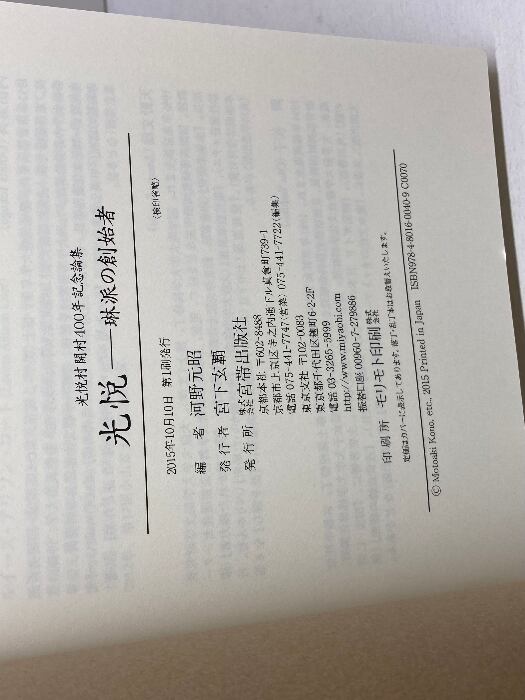 光悦村開村400年記念論集
光悦―琳派の創始者
〈検印省略〉
2015年10月10日 第1刷発行
編者 河野元昭
発行者 宮下玄覇
発行所 株式会社宮帯出版社
京都本社 〒602-8488
京都市上京区寺之内通下ル真倉町739-1
電話 075-441-7747(営業) 075-441-7722(編集)
東京支社 〒102-0083
東京都千代田区麹町6-2-2F
電話 03-3265-5999
http://www.miyaobi.com
振替口座 00960-7-279886
印刷所 モリモト印刷株式会社
定価はカバーに表示してあります。落丁・乱丁本はお取替えいたします。
© Motoaki Kono, etc. 2015 Printed in Japan ISBN978-4-8016-0040-9 C0070